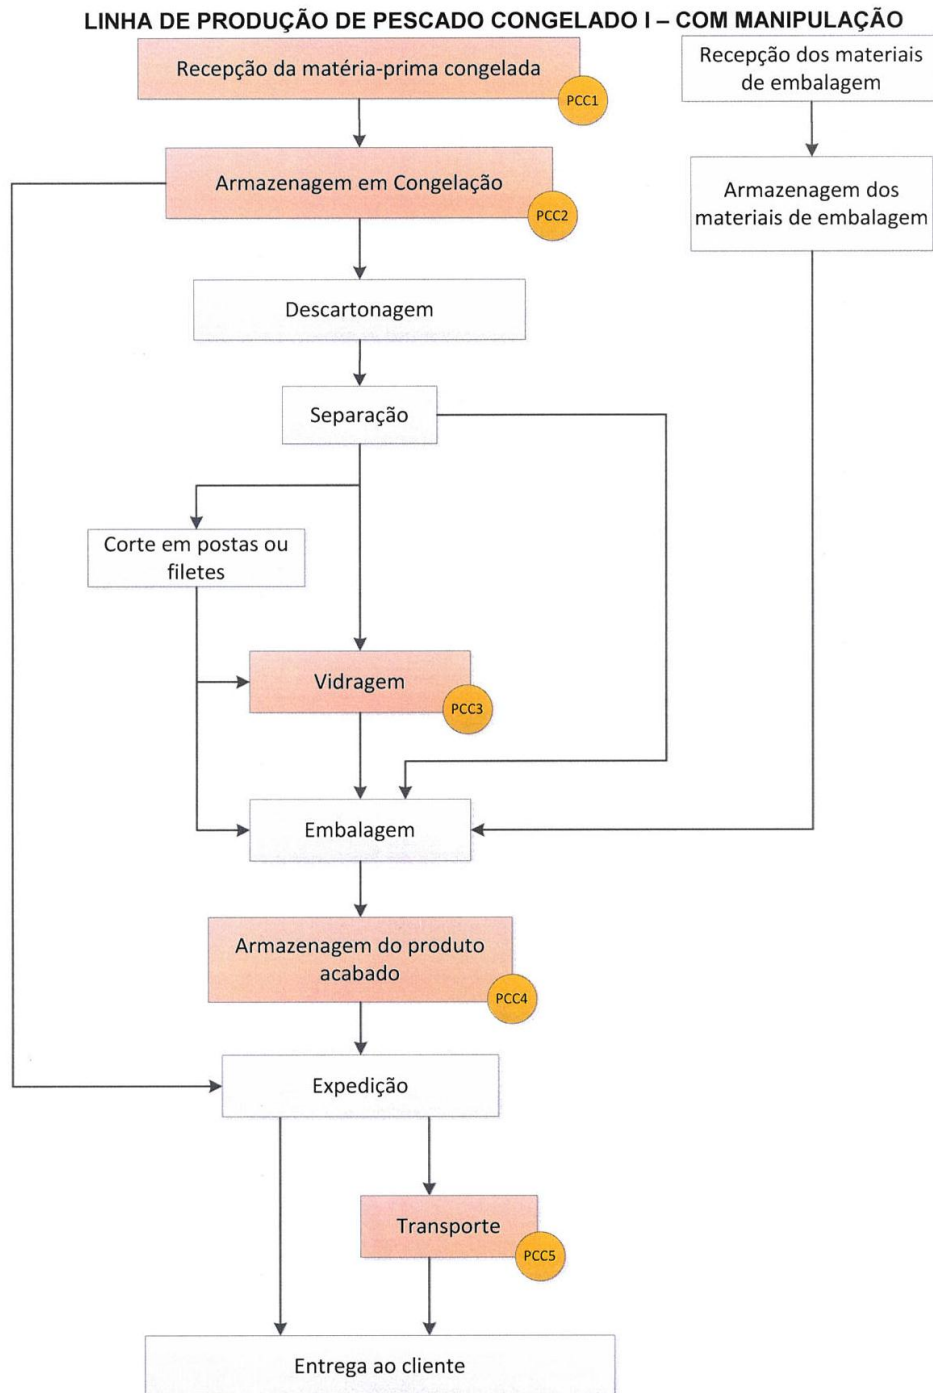 LINHA DE PRODUÇÃO DE PESCADO CONGELADO I – COM MANIPULAÇÃO
Recepção da matéria-prima congelada
PCC1
Recepção dos materiais
de embalagem
Armazenagem em Congelação
PCC2
Armazenagem dos
materiais de embalagem
Descartonagem
Separação
Corte em postas ou
filetes
Vidragem
PCC3
Embalagem
Armazenagem do produto
acabado
PCC4
Expedição
Transporte
PCC5
Entrega ao cliente